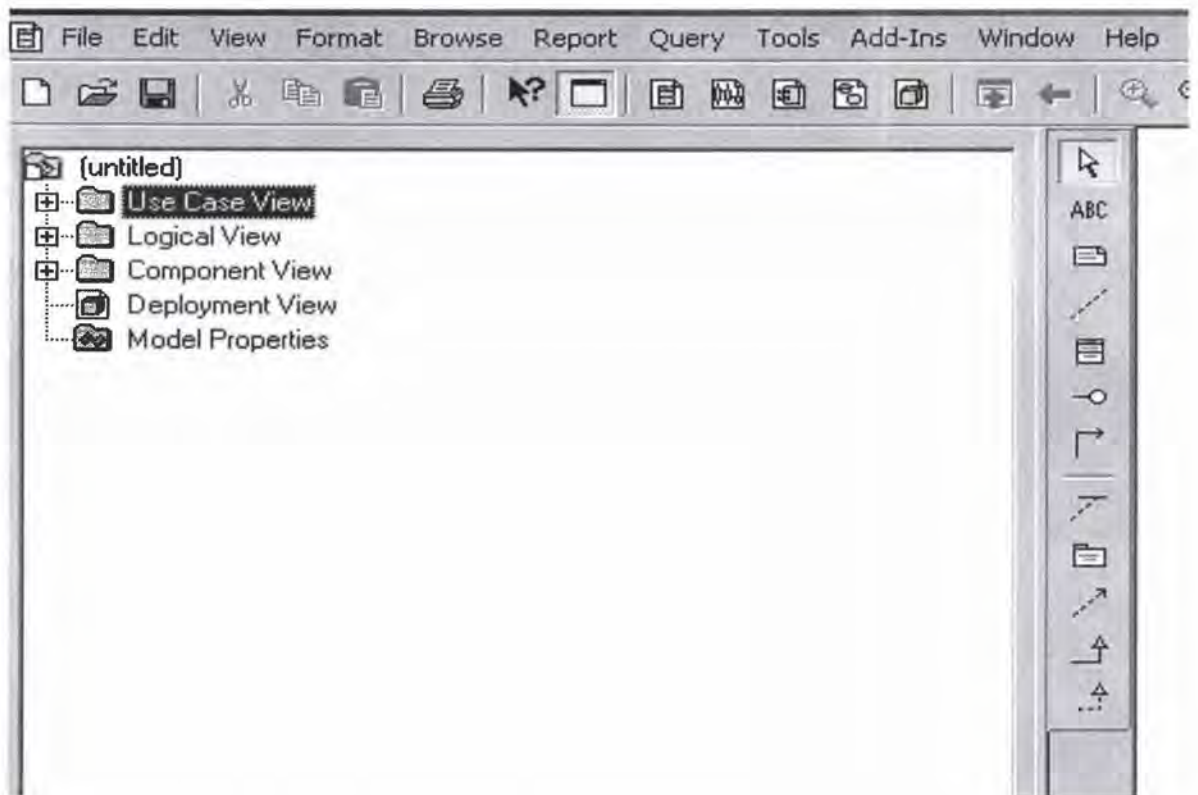 File Edit View Format Browse Report Query Tools Add-Ins Window Help
(untitled)
Use Case View
Logical View
Component View
Deployment View
Model Properties
ABC